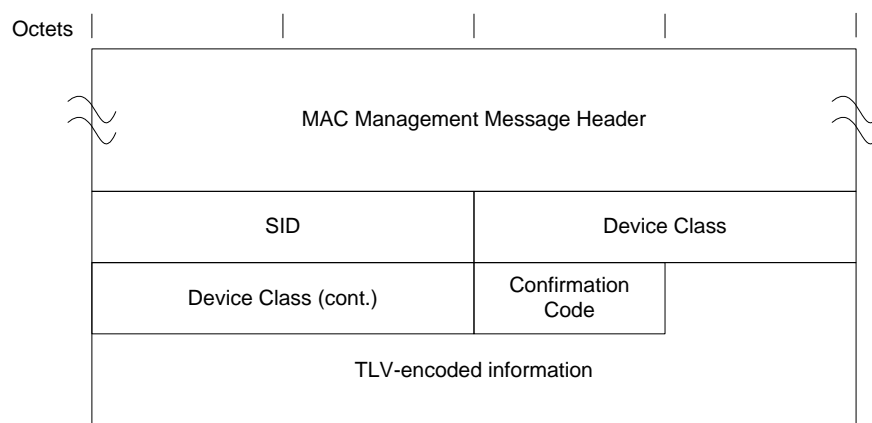 Octets
MAC Management Message Header
SID
Device Class
Device Class (cont.)
Confirmation
Code
TLV-encoded information